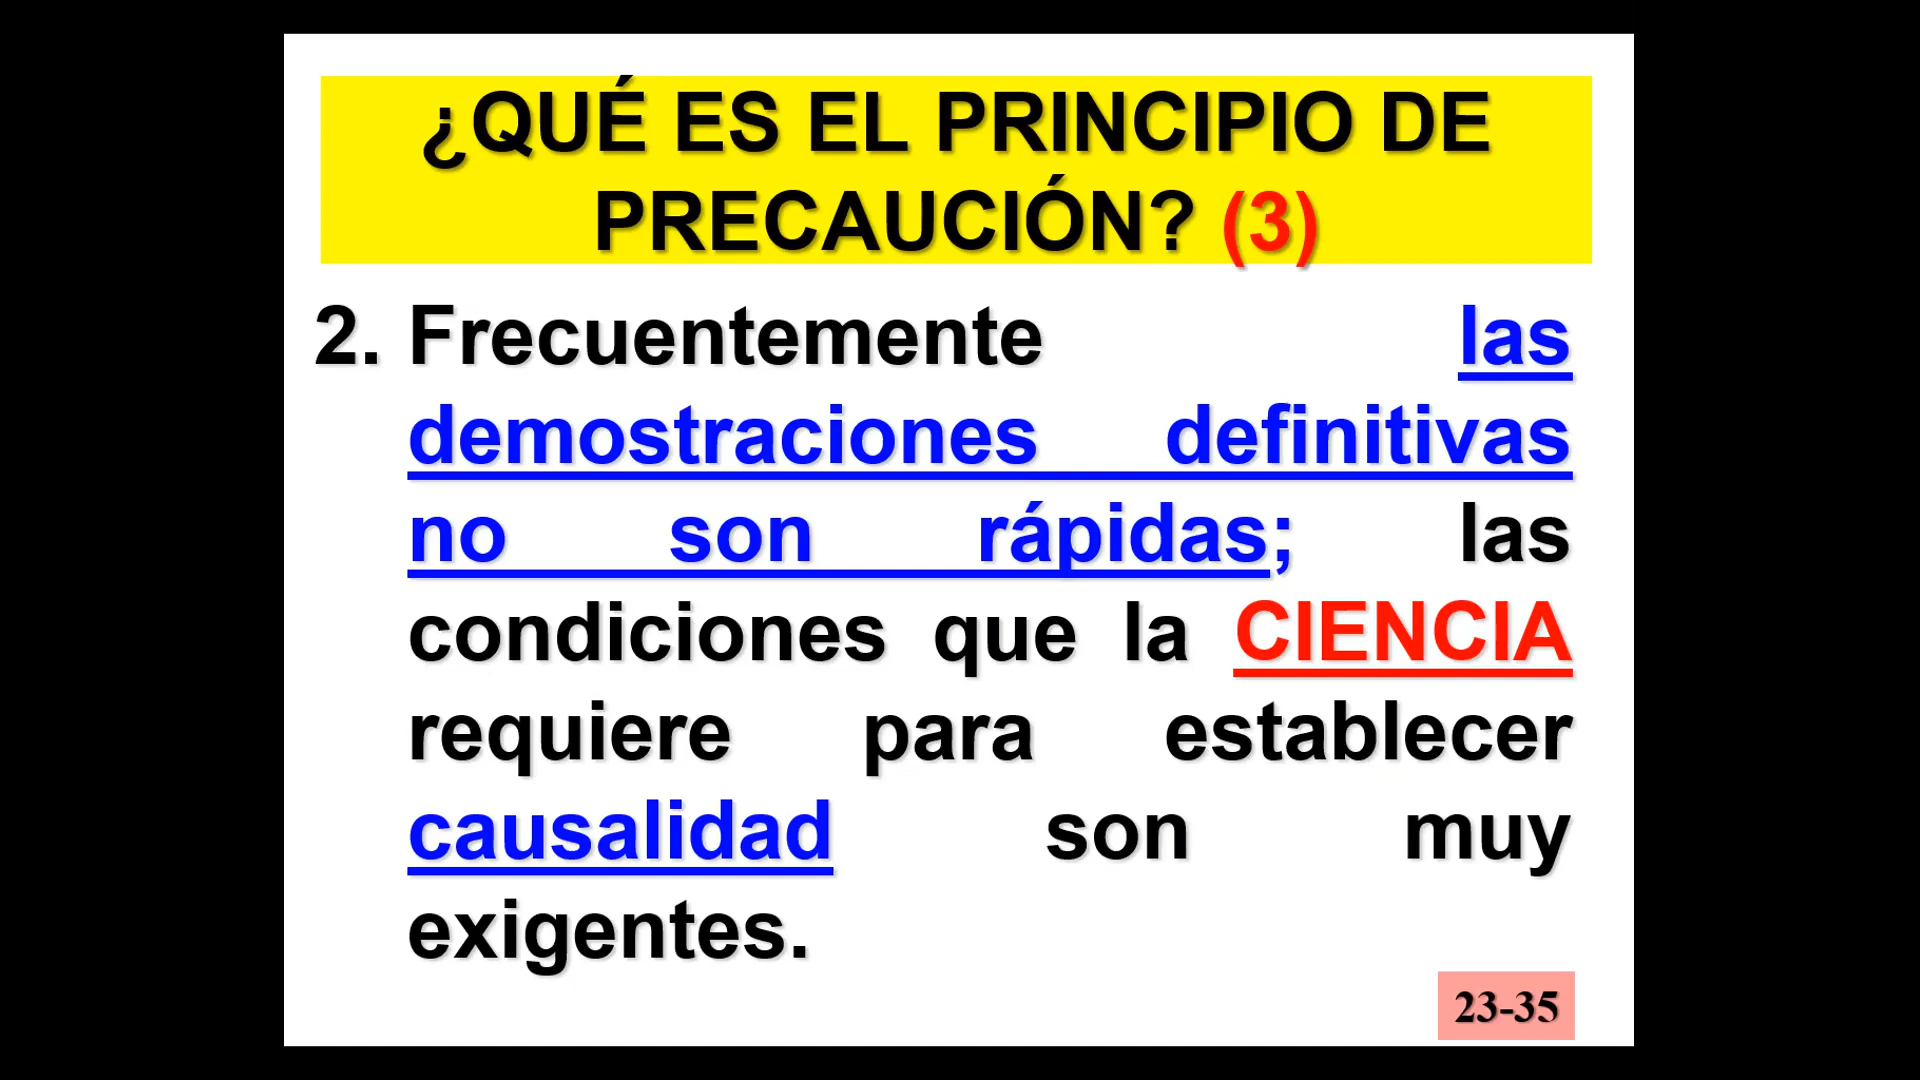 ¿QUÉ ES EL PRINCIPIO DE
PRECAUCIÓN? (3)
2. Frecuentemente las
demostraciones definitivas
no son rápidas; las
condiciones que la CIENCIA
requiere para establecer
causalidad son muy
exigentes.
23-35